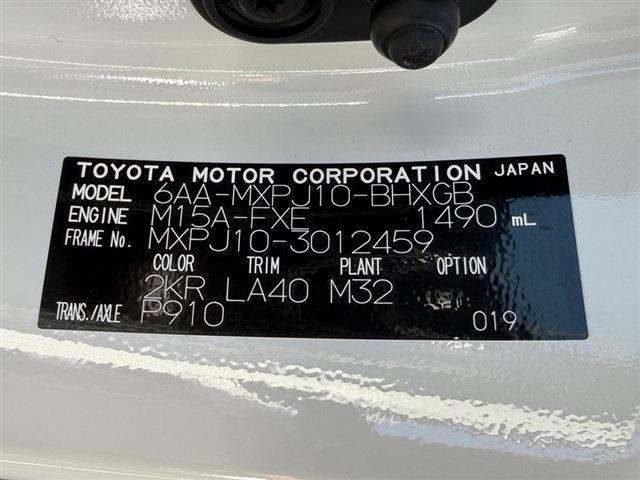 TOYOTA MOTOR CORPORATION JAPAN
MODEL 6AA-MXPJ10-BHXGB
ENGINE M15A-FXE 1490 mL
FRAME No. MXPJ10-3012459
COLOR TRIM PLANT OPTION
2KR LA40 M32
TRANS./AXLE P910 019